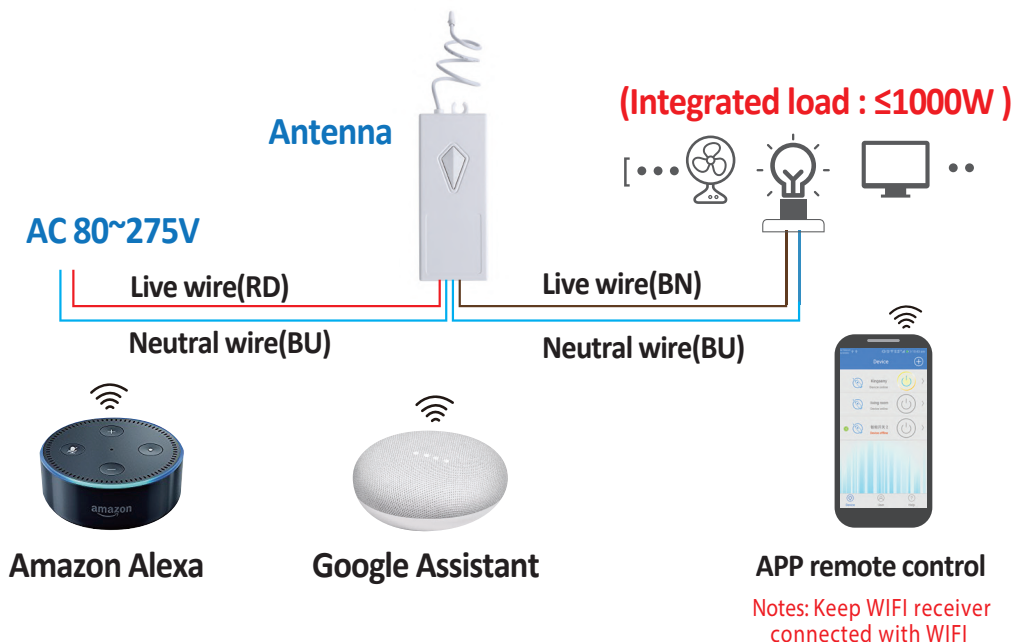 (Integrated load : ≤1000W )
Antenna
AC 80~275V
Live wire(RD)
Live wire(BN)
Neutral wire(BU)
Neutral wire(BU)
Device
amazon
Amazon Alexa
Google Assistant
APP remote control
Notes: Keep WIFI receiver
connected with WIFI